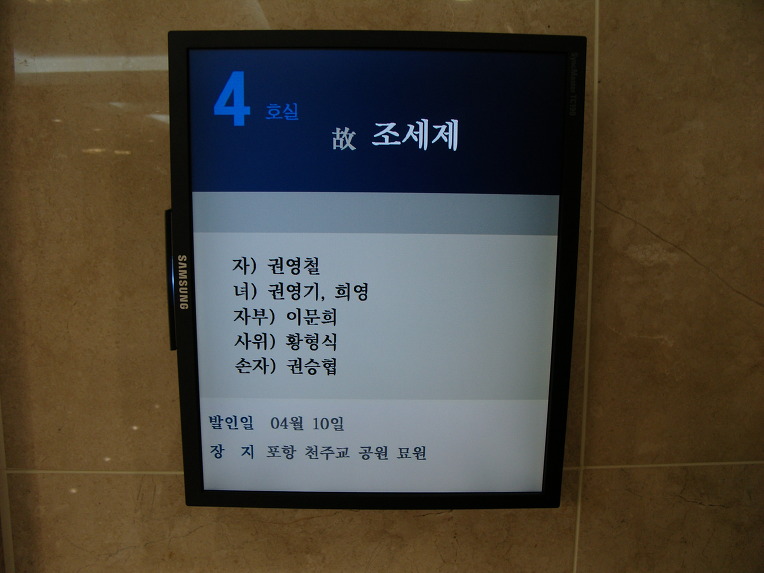 4 호실
故 조세제
자) 권영철
녀) 권영기, 희영
자부) 이문희
사위) 황형식
손자) 권승협
발인일 04월 10일
장 지 포항 천주교 공원 묘원
SAMSUNG